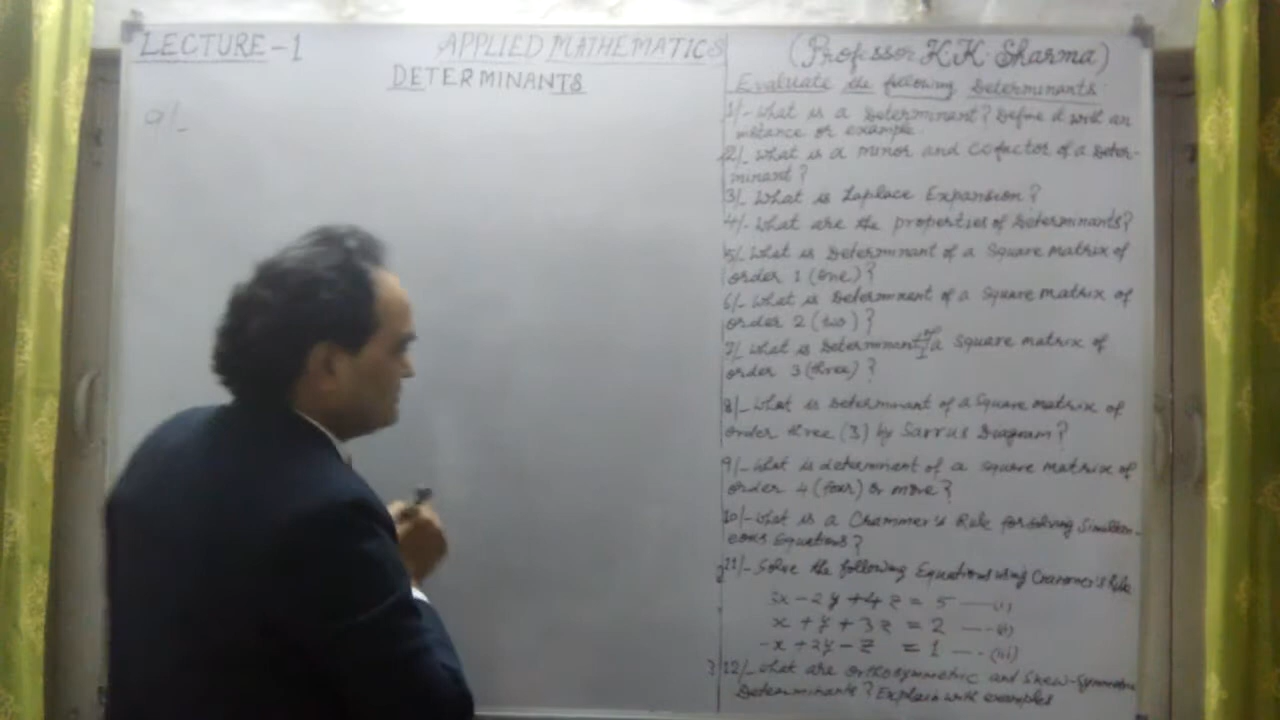 LECTURE-1
APPLIED MATHEMATICS
DETERMINANTS
(Professor K.K. Sharma)
Evaluate the following Determinants
1/- What is a Determinant? Define it with an
instance or example.
2/- What is a minor and cofactor of a Deter-
minant?
3/- What is Laplace Expansion?
4/- What are the properties of Determinants?
5/- What is Determinant of a Square matrix of
order 1 (one)?
6/- What is Determinent of a Square matrix of
order 2 (two)?
7/- What is Determinant of a Square matrix of
order 3 (three)?
8/- What is Determinant of a Square matrix of
order three (3) by Sarrus Diagram?
9/- What is determinent of a square matrix of
order 4 (four) or more?
10/- What is a Crammer's Rule for solving Simultan-
eous Equations?
11/- Solve the following Equations using Crammer's Rule
3x - 2y + 4z = 5 —(i)
x + y + 3z = 2 —(ii)
-x + 2y - z = 1 —(iii)
12/- What are orthosymmetric and Skew-Symmetric
Determinants? Explain with examples